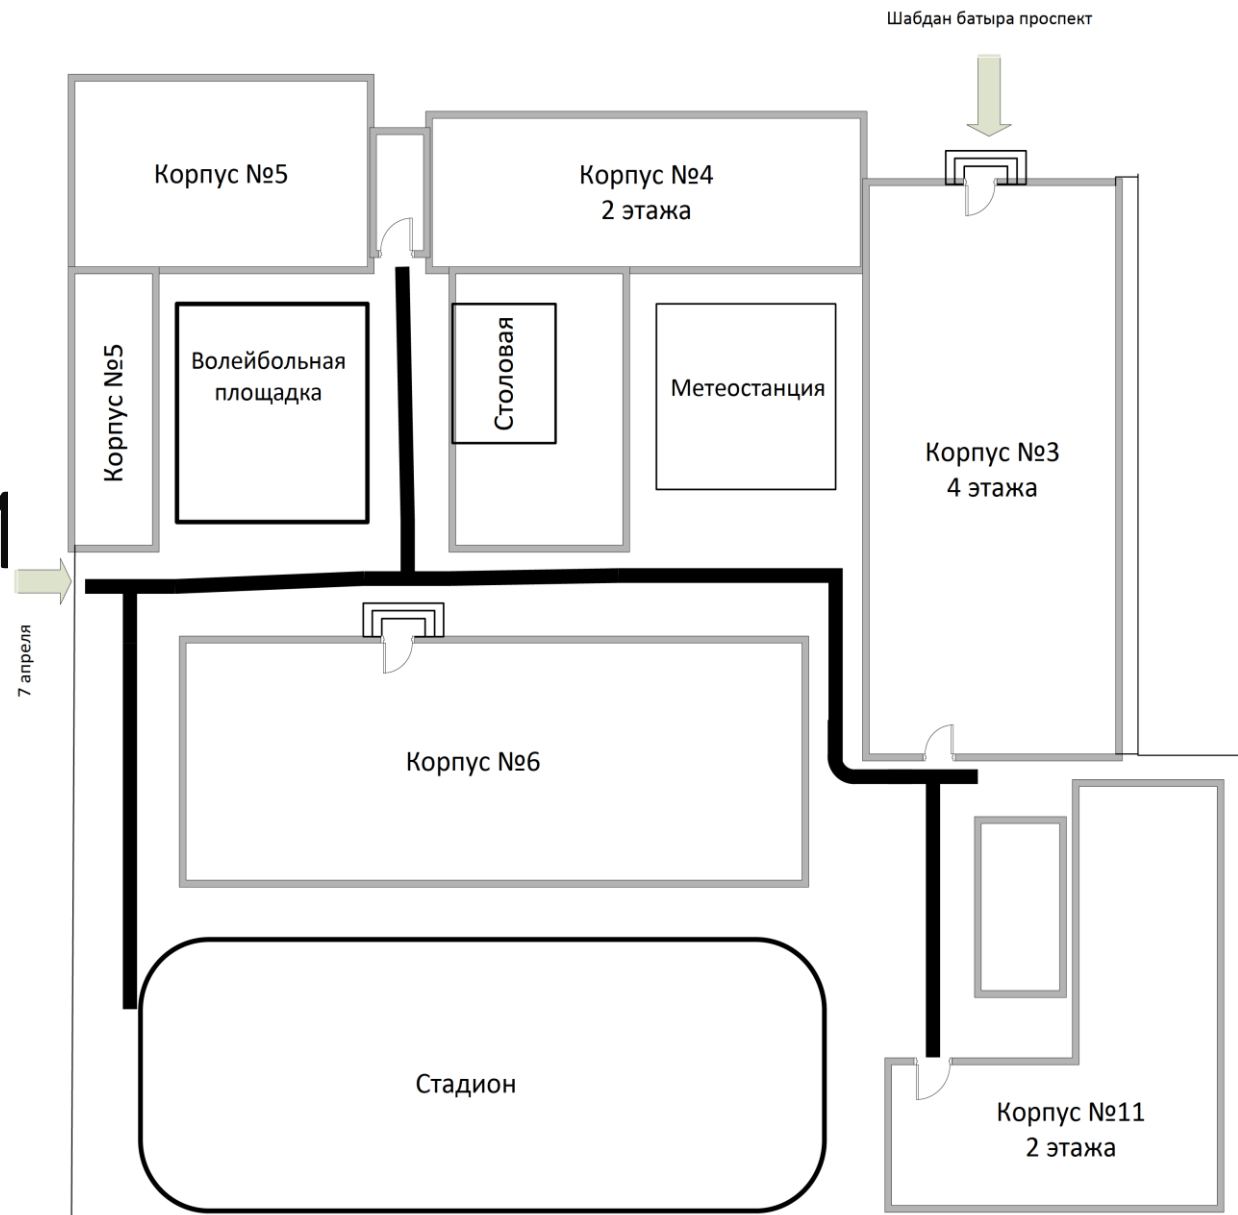 Шабдан батыра проспект
Корпус №5
Корпус №4
2 этажа
Корпус №5
Волейбольная
площадка
Столовая
Метеостанция
Корпус №3
4 этажа
7 апреля
Корпус №6
Стадион
Корпус №11
2 этажа